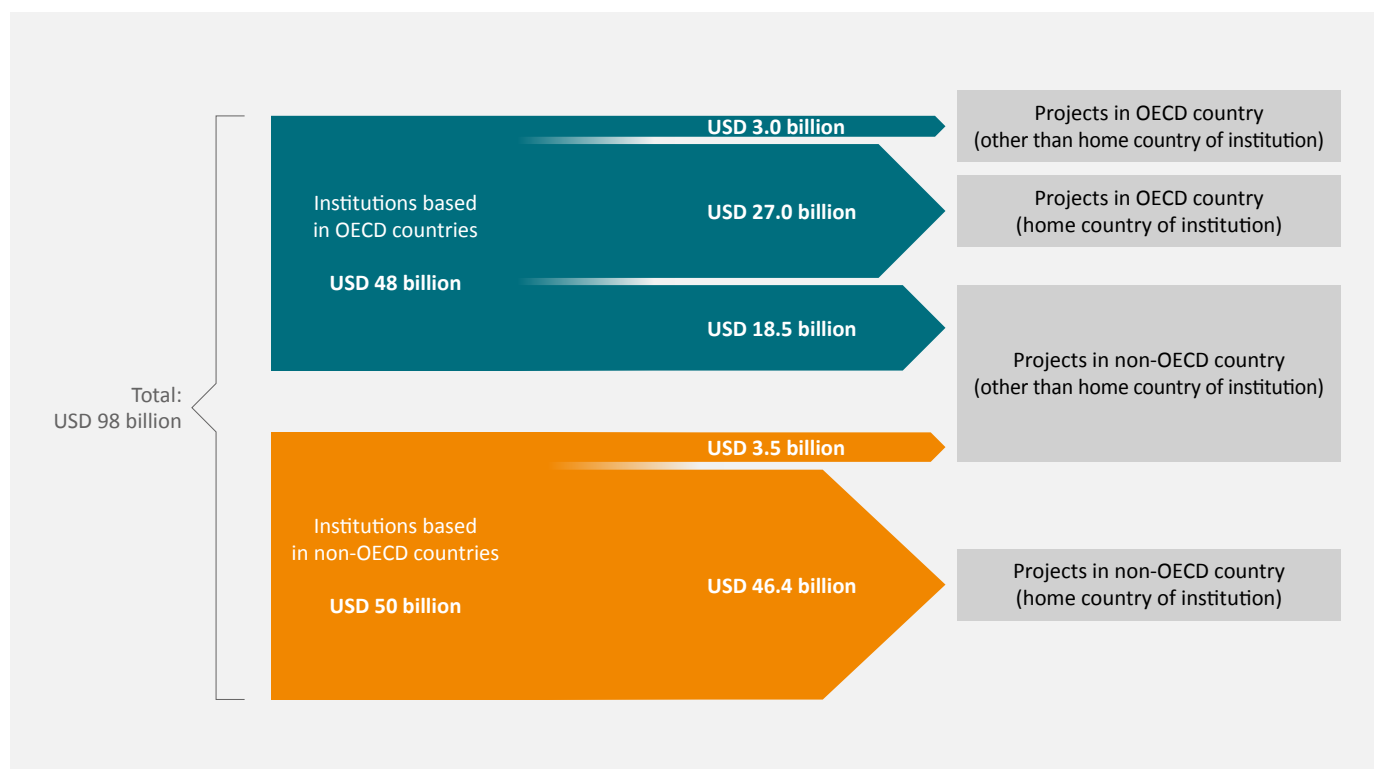 Total:
USD 98 billion
Institutions based
in OECD countries
USD 48 billion
USD 3.0 billion
USD 27.0 billion
USD 18.5 billion
Projects in OECD country
(other than home country of institution)
Projects in OECD country
(home country of institution)
Projects in non-OECD country
(other than home country of institution)
Institutions based
in non-OECD countries
USD 50 billion
USD 3.5 billion
USD 46.4 billion
Projects in non-OECD country
(home country of institution)